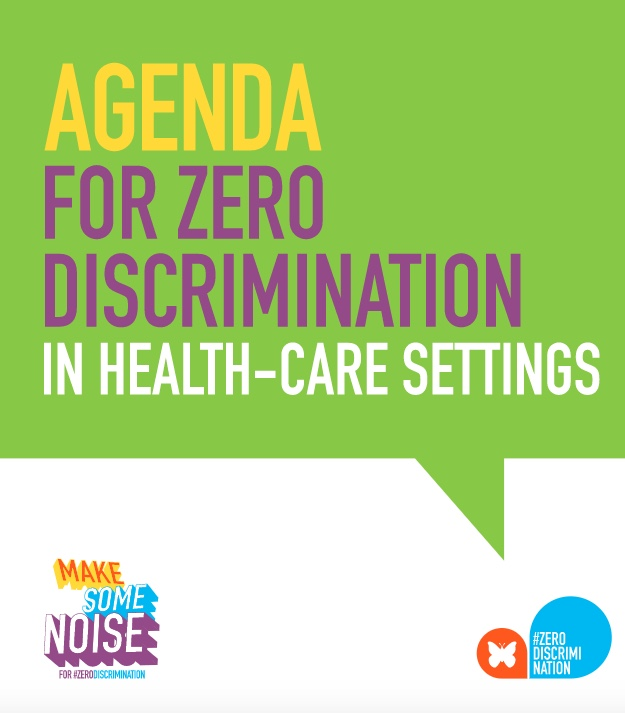 AGENDA
FOR ZERO
DISCRIMINATION
IN HEALTH-CARE SETTINGS
MAKE
SOME
NOISE
FOR #ZERODISCRIMINATION
#ZERO
DISCRIMI
NATION